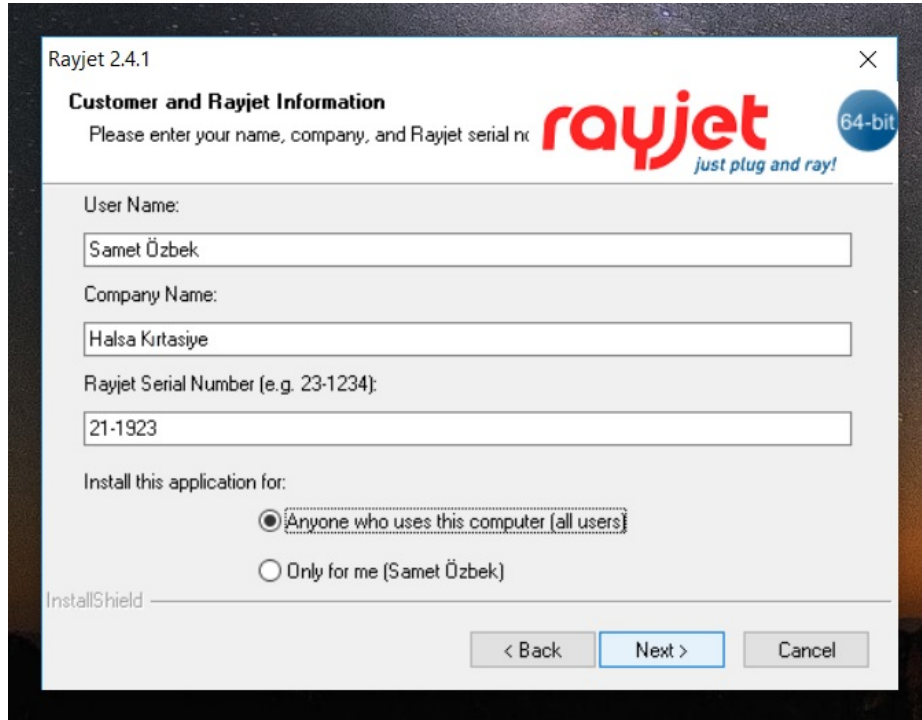 Rayjet 2.4.1
Customer and Rayjet Information
Please enter your name, company, and Rayjet serial
rayjet
64-bit
just plug and ray!
User Name:
Samet Özbek
Company Name:
Halsa Kırtasiye
Rayjet Serial Number (e.g. 23-1234):
21-1923
Install this application for:
Anyone who uses this computer (all users)
Only for me (Samet Özbek)
InstallShield
< Back
Next >
Cancel